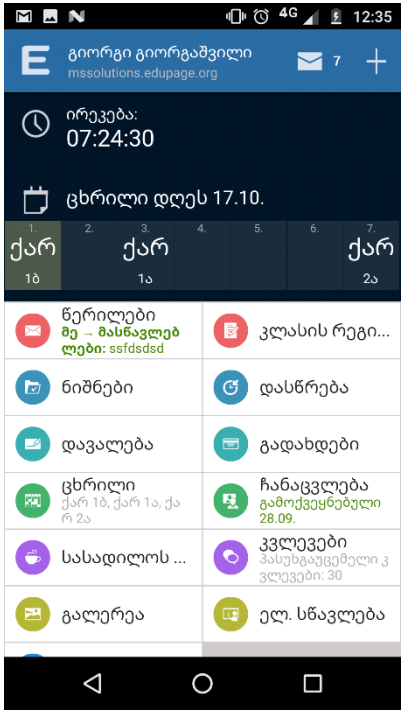 4G 12:35
E გიორგი გიორგაშვილი
mssolutions.edupage.org
7
ირეკება:
07:24:30
ცხრილი დღეს 17.10.
1. 2. 3. 4. 5. 6. 7.
ქარ ქარ ქარ
1ბ 1ა 2ა
წერილები
მე → მასწავლებ
ლები: ssfdsdsd
კლასის რეგი...
ნიშნები
დასწრება
დავალება
გადახდები
ცხრილი
ქარ 1ბ, ქარ 1ა, ქა
რ 2ა
ჩანაცვლება
გამოქვეყნებული
28.09.
სასადილოს ...
კვლევები
პასუხგაუცემელი კ
ვლევები: 30
გალერეა
ელ. სწავლება